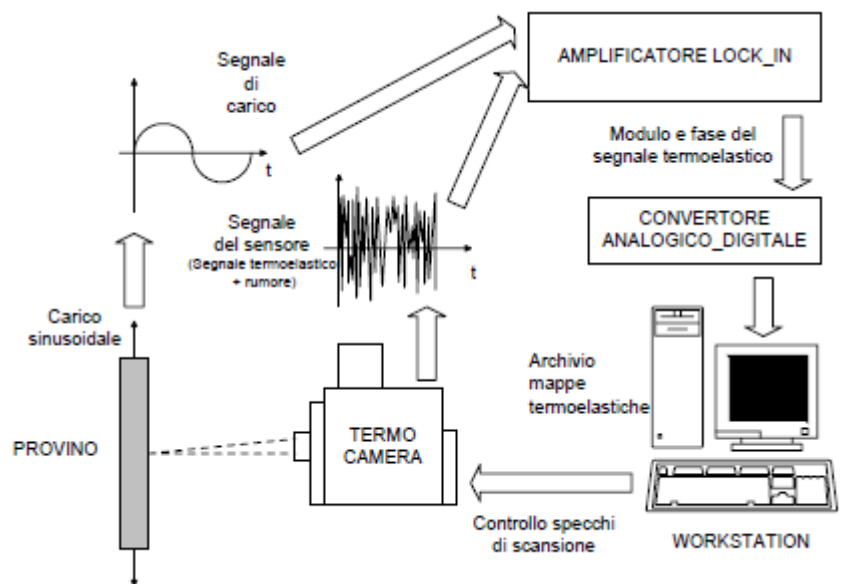 Segnale
di
carico
t
AMPLIFICATORE LOCK_IN
Modulo e fase del
segnale termoelastico
Segnale
del sensore
(Segnale termoelastico
+ rumore)
t
CONVERTORE
ANALOGICO_DIGITALE
Carico
sinusoidale
PROVINO
TERMO
CAMERA
Archivio
mappe
termoelastiche
Controllo specchi
di scansione
WORKSTATION